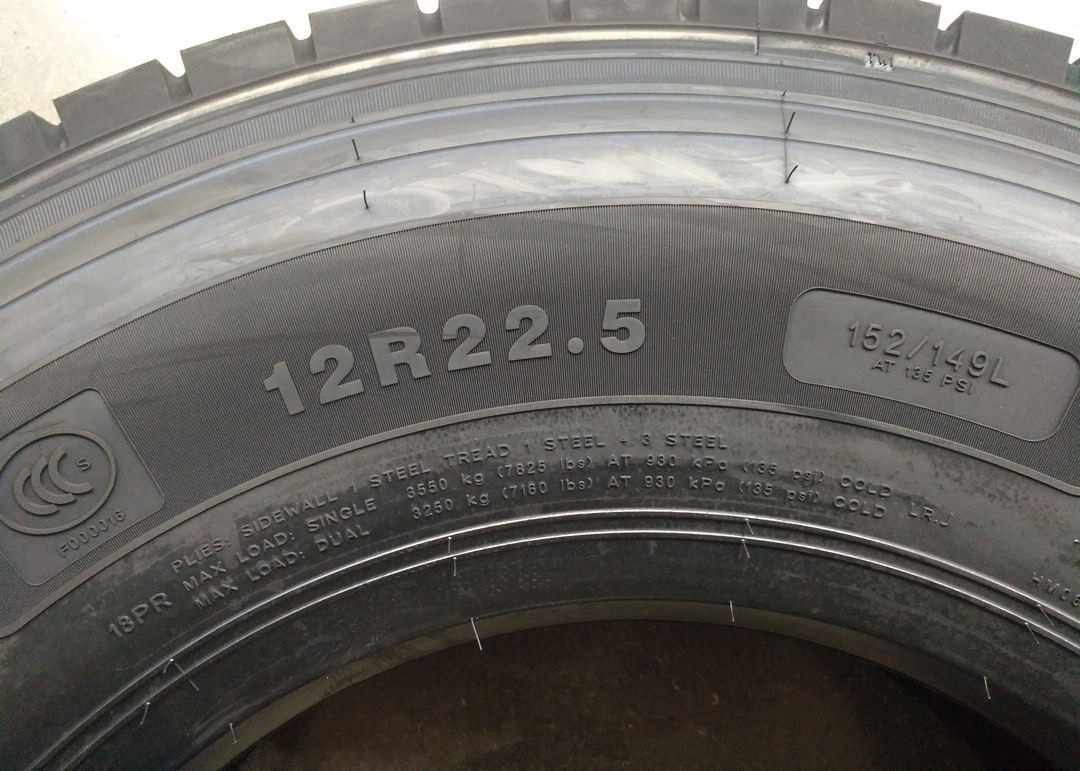 12R22.5
152/149L
AT 135 PSI
CCC S
F000016
PLIES: SIDEWALL 1 STEEL TREAD 1 STEEL + 3 STEEL
MAX LOAD: SINGLE 3550 kg (7825 lbs) AT 930 kPa (135 psi) COLD
MAX LOAD: DUAL 3250 kg (7160 lbs) AT 930 kPa (135 psi) COLD
18PR
LR:J